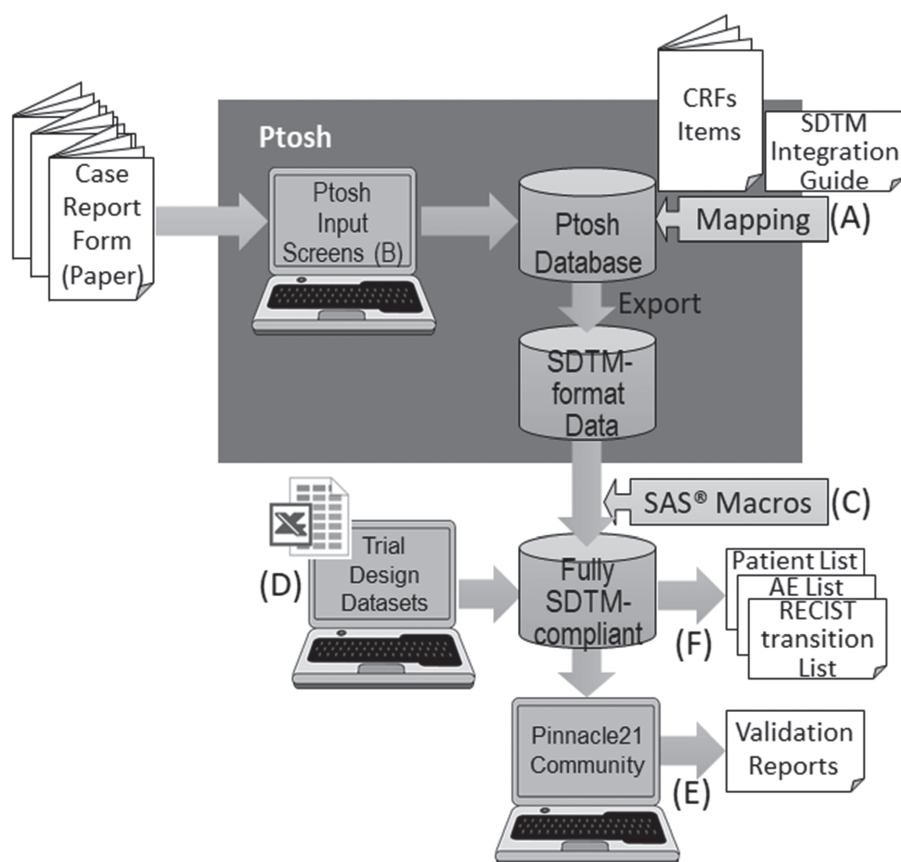 CRFs
Items
SDTM
Integration
Guide
Ptosh
Case
Report
Form
(Paper)
Ptosh
Input
Screens (B)
Ptosh
Database
Mapping
(A)
Export
SDTM-
format
Data
SAS® Macros
(C)
(D)
Trial
Design
Datasets
Fully
SDTM-
compliant
Patient List
AE List
RECIST
transition
List
(F)
Pinnacle21
Community
Validation
Reports
(E)